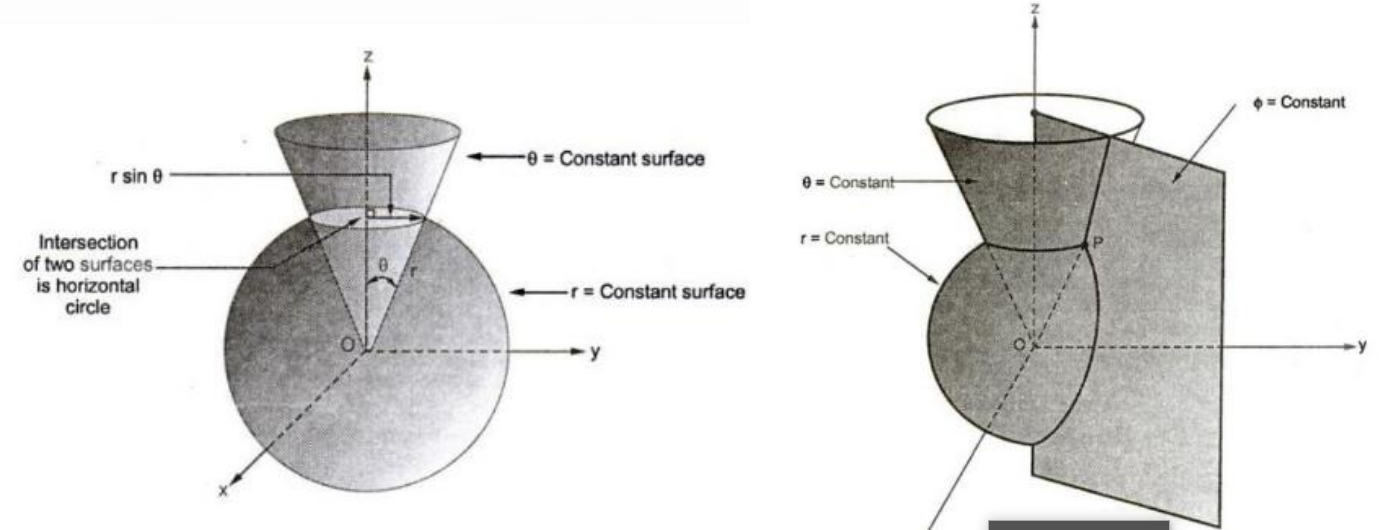 z
θ = Constant surface
r sin θ
Intersection
of two surfaces
is horizontal
circle
θ
r
r = Constant surface
O
y
x
z
ϕ = Constant
θ = Constant
r = Constant
P
O
y